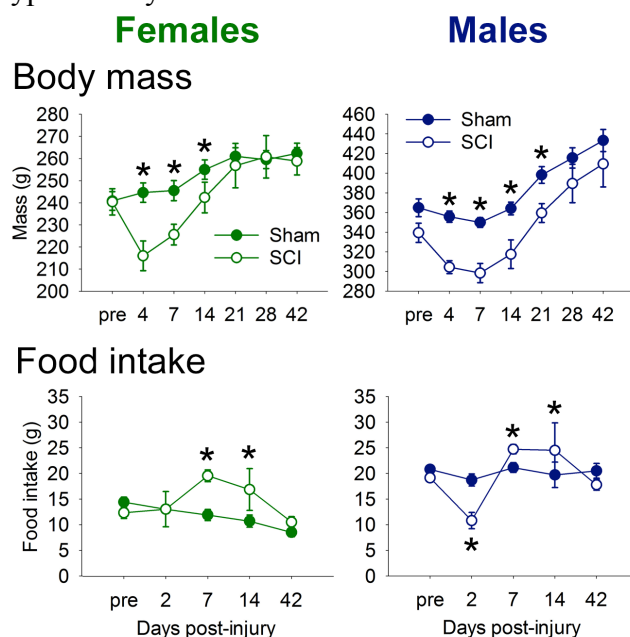 Females Males
Body mass
280
270
260
250
240
230
220
210
200
Mass (g)
* * *
Sham
SCI
pre 4 7 14 21 28 42
460
440
420
400
380
360
340
320
300
280
Sham
SCI
* * * *
pre 4 7 14 21 28 42
Food intake
35
30
25
20
15
10
5
0
Food intake (g)
* *
pre 2 7 14 42
Days post-injury
35
30
25
20
15
10
5
0
* * *
pre 2 7 14 42
Days post-injury